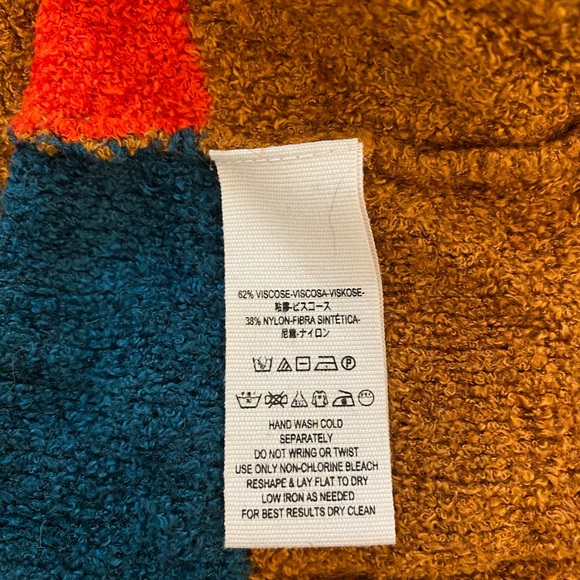 62% VISCOSE-VISCOSA-VISKOSE-
粘膠-ビスコース
38% NYLON-FIBRA SINTÉTICA-
尼龍-ナイロン
HAND WASH COLD
SEPARATELY
DO NOT WRING OR TWIST
USE ONLY NON-CHLORINE BLEACH
RESHAPE & LAY FLAT TO DRY
LOW IRON AS NEEDED
FOR BEST RESULTS DRY CLEAN